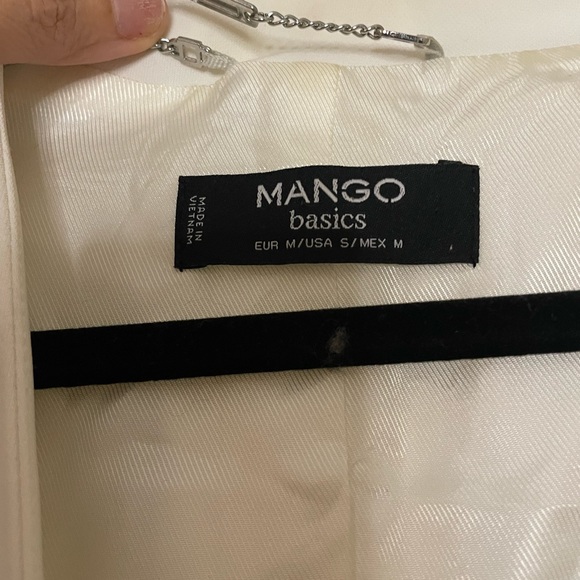 MANGO
basics
EUR M/USA S/MEX M
MADE IN
VIETNAM